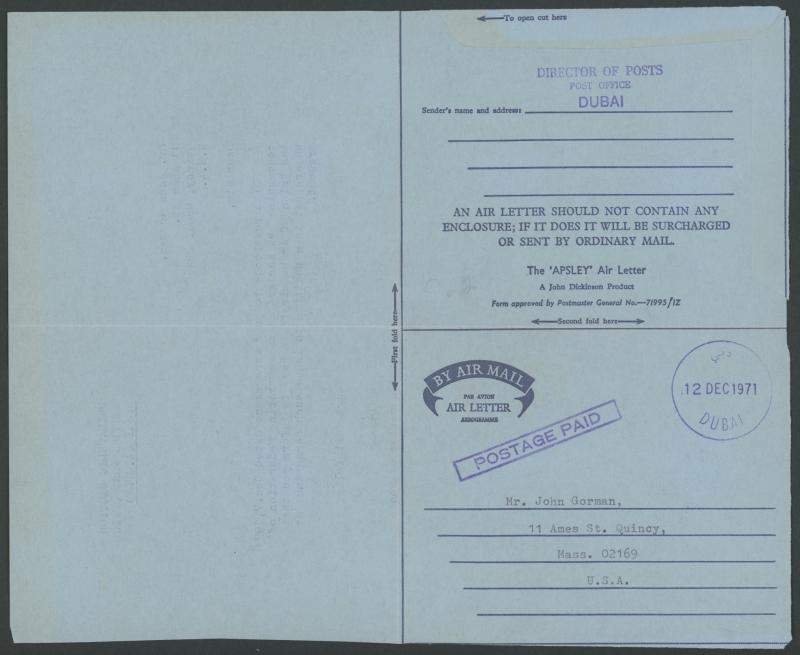 To open cut here
DIRECTOR OF POSTS
POST OFFICE
DUBAI
Sender's name and address:
AN AIR LETTER SHOULD NOT CONTAIN ANY
ENCLOSURE; IF IT DOES IT WILL BE SURCHARGED
OR SENT BY ORDINARY MAIL.
The 'APSLEY' Air Letter
A John Dickinson Product
Form approved by Postmaster General No.—71995/1Z
Second fold here
First fold here
BY AIR MAIL
PAR AVION
AIR LETTER
AEROGRAMME
POSTAGE PAID
دبي
12 DEC 1971
DUBAI
Mr. John Gorman,
11 Ames St. Quincy,
Mass. 02169
U.S.A.